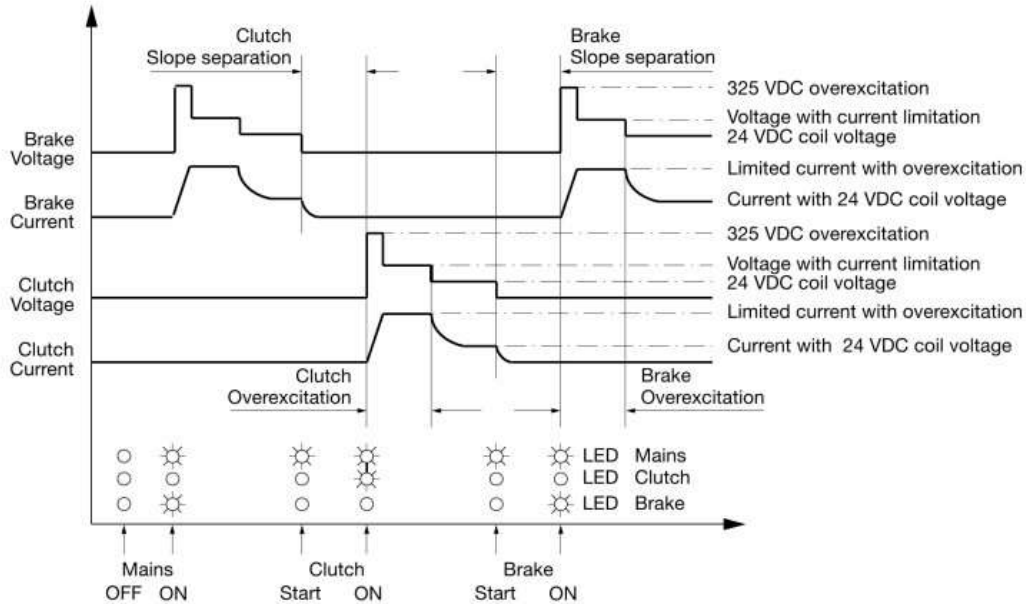 Clutch
Slope separation
Brake
Slope separation
325 VDC overexcitation
Voltage with current limitation
24 VDC coil voltage
Brake
Voltage
Limited current with overexcitation
Brake
Current
Current with 24 VDC coil voltage
325 VDC overexcitation
Voltage with current limitation
24 VDC coil voltage
Clutch
Voltage
Limited current with overexcitation
Clutch
Current
Current with 24 VDC coil voltage
Clutch
Overexcitation
Brake
Overexcitation
LED Mains
LED Clutch
LED Brake
Mains
OFF ON
Clutch
Start ON
Brake
Start ON